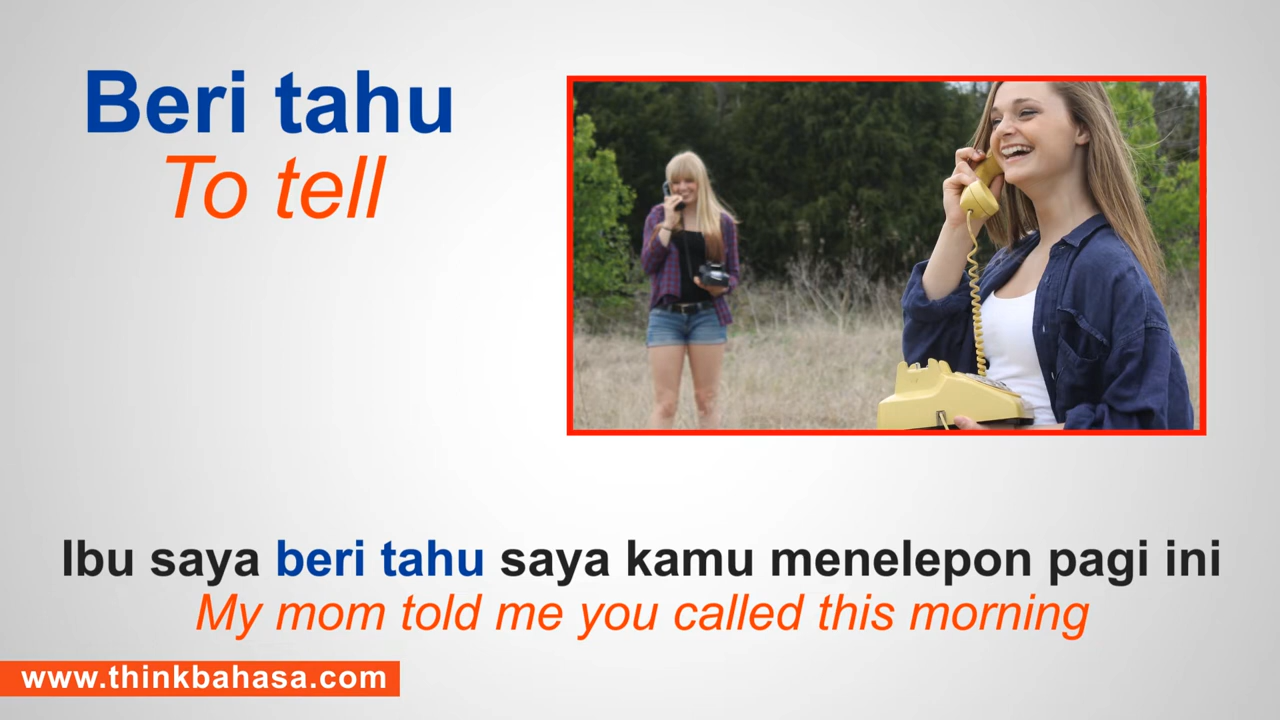 Beri tahu
To tell
Ibu saya beri tahu saya kamu menelepon pagi ini
My mom told me you called this morning
www.thinkbahasa.com